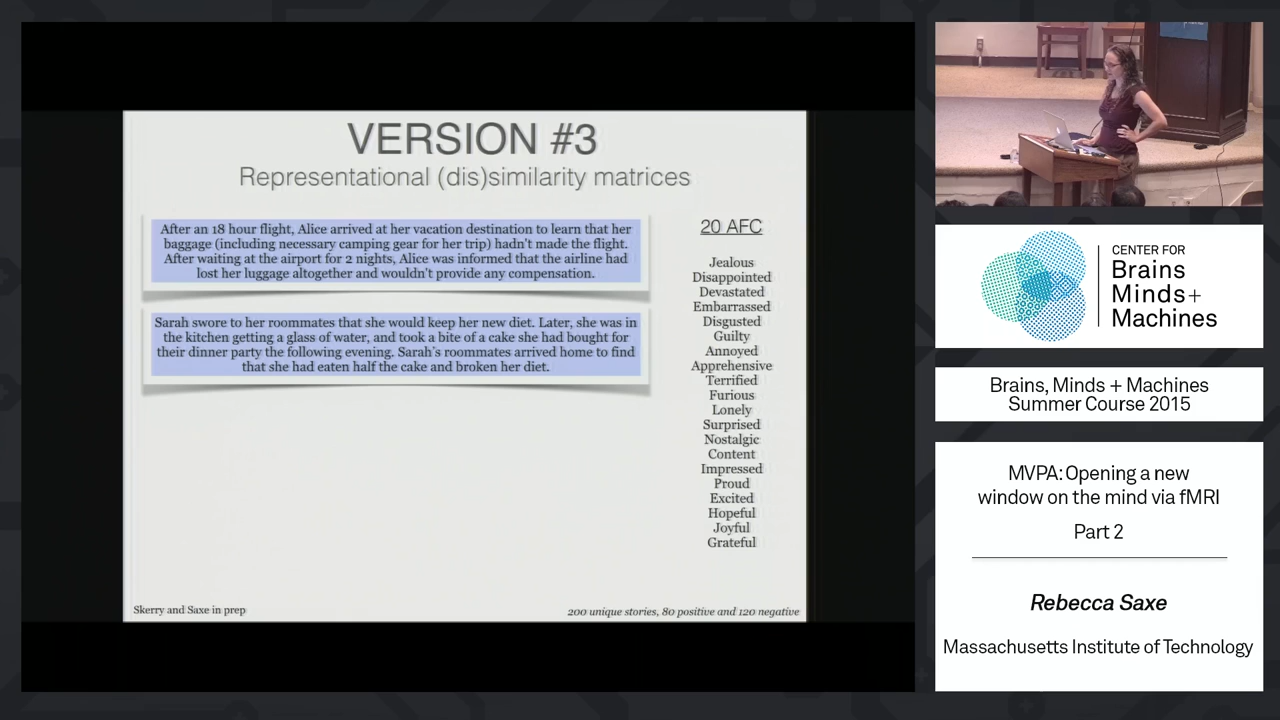 VERSION #3
Representational (dis)similarity matrices
After an 18 hour flight, Alice arrived at her vacation destination to learn that her
baggage (including necessary camping gear for her trip) hadn't made the flight.
After waiting at the airport for 2 nights, Alice was informed that the airline had
lost her luggage altogether and wouldn't provide any compensation.
Sarah swore to her roommates that she would keep her new diet. Later, she was in
the kitchen getting a glass of water, and took a bite of a cake she had bought for
their dinner party the following evening. Sarah's roommates arrived home to find
that she had eaten half the cake and broken her diet.
20 AFC
Jealous
Disappointed
Devastated
Embarrassed
Disgusted
Guilty
Annoyed
Apprehensive
Terrified
Furious
Lonely
Surprised
Nostalgic
Content
Impressed
Proud
Excited
Hopeful
Joyful
Grateful
Skerry and Saxe in prep
200 unique stories, 80 positive and 120 negative
CENTER FOR
Brains
Minds+
Machines
Brains, Minds + Machines
Summer Course 2015
MVPA: Opening a new
window on the mind via fMRI
Part 2
Rebecca Saxe
Massachusetts Institute of Technology